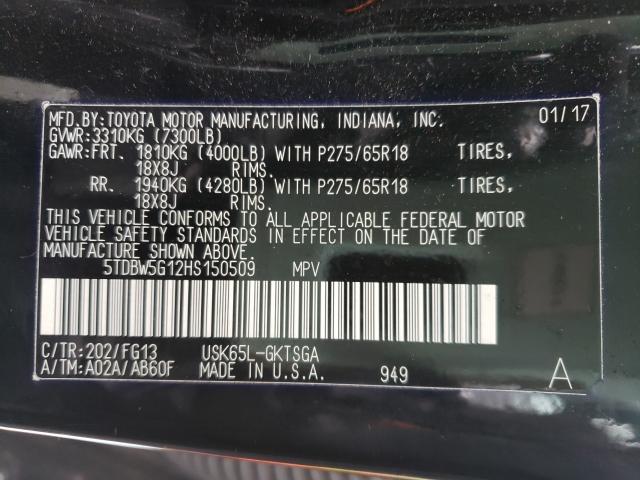 MFD.BY:TOYOTA MOTOR MANUFACTURING, INDIANA, INC. 01/17
GVWR:3310KG (7300LB)
GAWR:FRT. 1810KG (4000LB) WITH P275/65R18 TIRES,
18X8J RIMS.
RR. 1940KG (4280LB) WITH P275/65R18 TIRES,
18X8J RIMS.
THIS VEHICLE CONFORMS TO ALL APPLICABLE FEDERAL MOTOR
VEHICLE SAFETY STANDARDS IN EFFECT ON THE DATE OF
MANUFACTURE SHOWN ABOVE.
5TDBW5G12HS150509 MPV
C/TR:202/FG13 USK65L-GKTSGA
A/TM:A02A/AB60F MADE IN U.S.A. 949 A